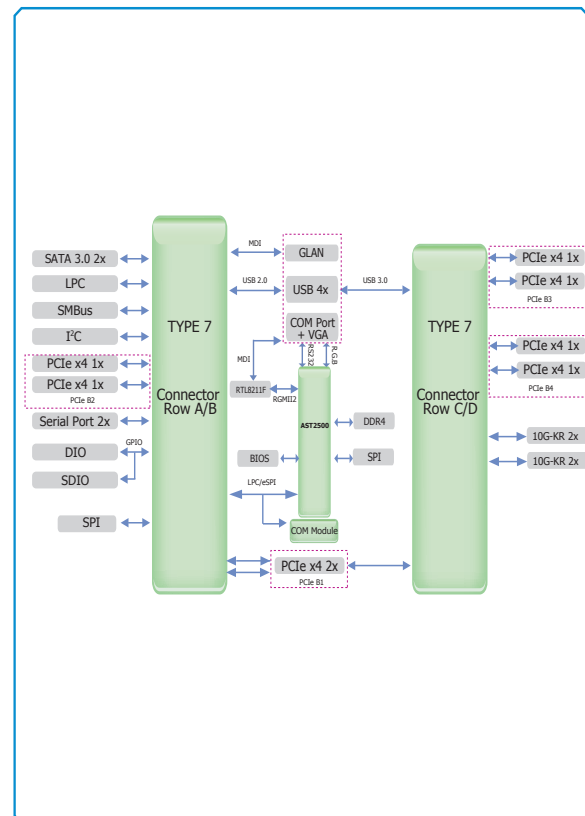 SATA 3.0 2x
LPC
SMBus
I²C
PCIe x4 1x
PCIe x4 1x
PCIe B2
Serial Port 2x
DIO
GPIO
SDIO
SPI
TYPE 7
Connector
Row A/B
MDI
USB 2.0
GLAN
USB 4x
COM Port
+ VGA
USB 3.0
MDI
RS232
R,G,B
RTL8211F
RGMII2
AST2500
DDR4
BIOS
SPI
LPC/eSPI
COM Module
PCIe x4 2x
PCIe B1
TYPE 7
Connector
Row C/D
PCIe x4 1x
PCIe x4 1x
PCIe B3
PCIe x4 1x
PCIe x4 1x
PCIe B4
10G-KR 2x
10G-KR 2x